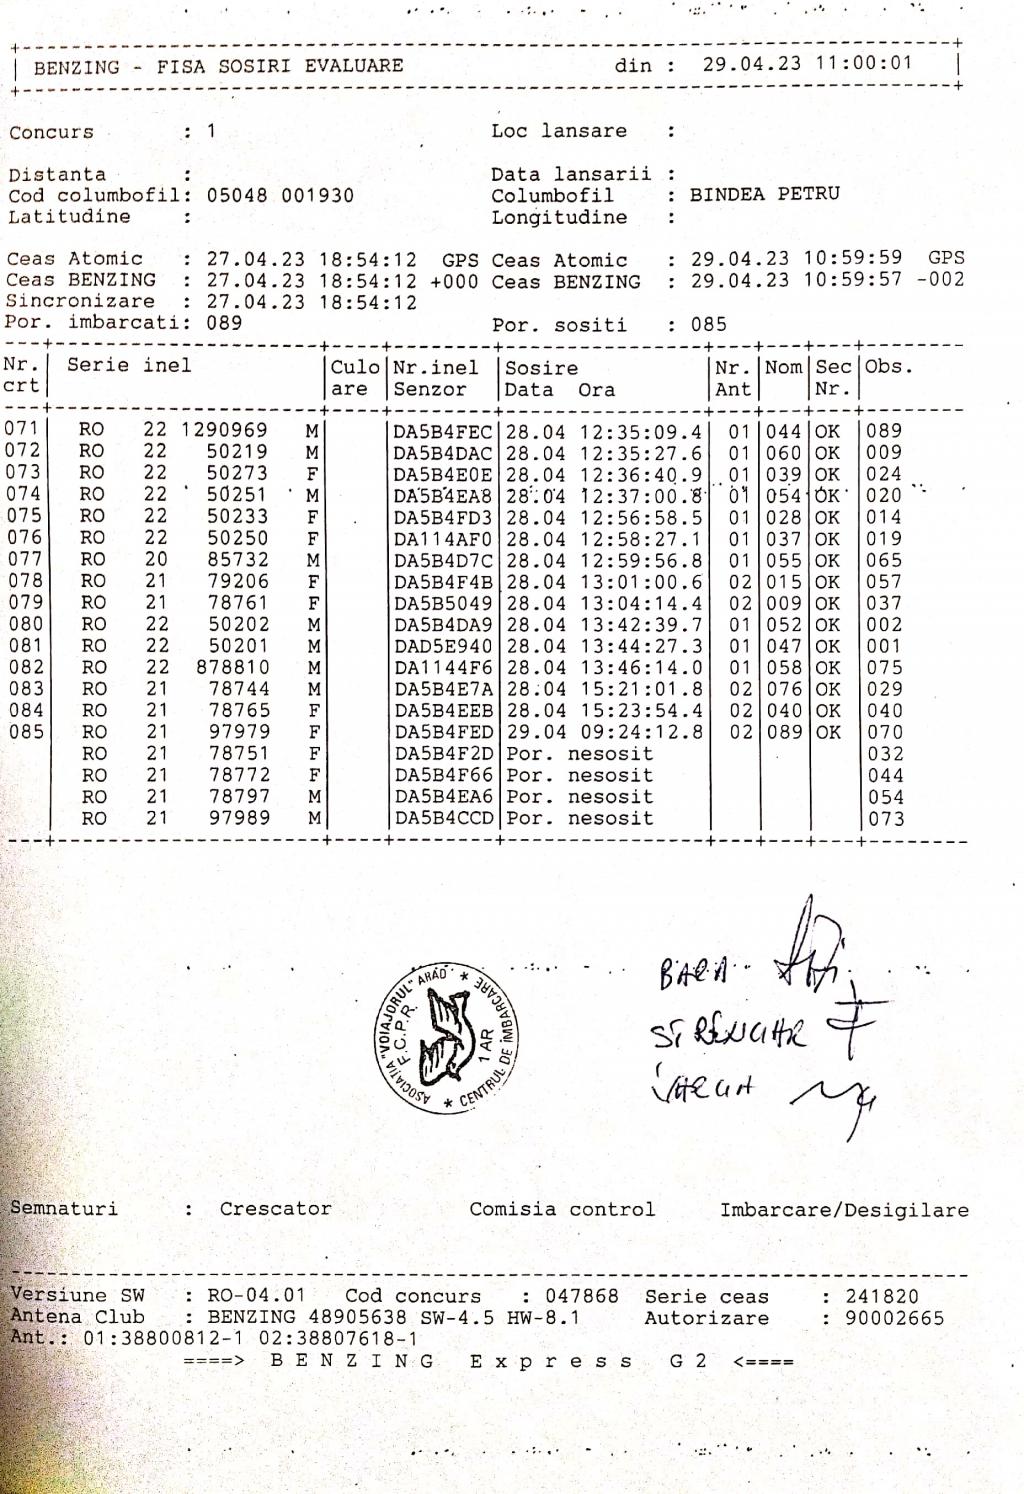 BENZING - FISA SOSIRI EVALUARE din : 29.04.23 11:00:01
Concurs : 1 Loc lansare :
Distanta : Data lansarii :
Cod columbofil: 05048 001930 Columbofil : BINDEA PETRU
Latitudine : Longitudine :
Ceas Atomic : 27.04.23 18:54:12 GPS Ceas Atomic : 29.04.23 10:59:59 GPS
Ceas BENZING : 27.04.23 18:54:12 +000 Ceas BENZING : 29.04.23 10:59:57 -002
Sincronizare : 27.04.23 18:54:12
Por. imbarcati: 089 Por. sositi : 085
Nr. Serie inel Culo Nr.inel Sosire Nr. Nom Sec Obs.
crt are Senzor Data Ora Ant Nr.
071 RO 22 1290969 M DA5B4FEC 28.04 12:35:09.4 01 044 OK 089
072 RO 22 50219 M DA5B4DAC 28.04 12:35:27.6 01 060 OK 009
073 RO 22 50273 F DA5B4E0E 28.04 12:36:40.9 01 039 OK 024
074 RO 22 50251 M DA5B4EA8 28.04 12:37:00.8 01 054 OK 020
075 RO 22 50233 F DA5B4FD3 28.04 12:56:58.5 01 028 OK 014
076 RO 22 50250 F DA114AF0 28.04 12:58:27.1 01 037 OK 019
077 RO 20 85732 M DA5B4D7C 28.04 12:59:56.8 01 055 OK 065
078 RO 21 79206 F DA5B4F4B 28.04 13:01:00.6 02 015 OK 057
079 RO 21 78761 F DA5B5049 28.04 13:04:14.4 02 009 OK 037
080 RO 22 50202 M DA5B4DA9 28.04 13:42:39.7 01 052 OK 002
081 RO 22 50201 M DAD5E940 28.04 13:44:27.3 01 047 OK 001
082 RO 22 878810 M DA1144F6 28.04 13:46:14.0 01 058 OK 075
083 RO 21 78744 M DA5B4E7A 28.04 15:21:01.8 02 076 OK 029
084 RO 21 78765 F DA5B4EEB 28.04 15:23:54.4 02 040 OK 040
085 RO 21 97979 F DA5B4FED 29.04 09:24:12.8 02 089 OK 070
RO 21 78751 F DA5B4F2D Por. nesosit 032
RO 21 78772 F DA5B4F66 Por. nesosit 044
RO 21 78797 M DA5B4EA6 Por. nesosit 054
RO 21 97989 M DA5B4CCD Por. nesosit 073
ASOCIAȚIA "VOIAJORUL" ARAD * CENTRUL DE ÎMBARCARE *
F.C.P.R.
1 AR
BARA
Semnaturi : Crescator Comisia control Imbarcare/Desigilare
Versiune SW : RO-04.01 Cod concurs : 047868 Serie ceas : 241820
Antena Club : BENZING 48905638 SW-4.5 HW-8.1 Autorizare : 90002665
Ant.: 01:38800812-1 02:38807618-1
====> B E N Z I N G E x p r e s s G 2 <====